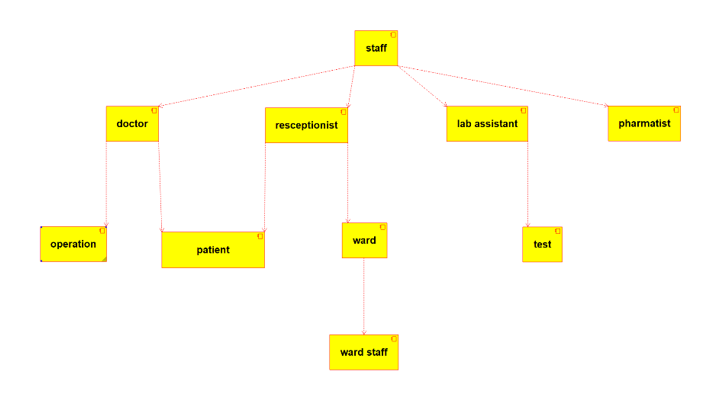 staff
doctor
resceptionist
lab assistant
pharmatist
operation
patient
ward
test
ward staff